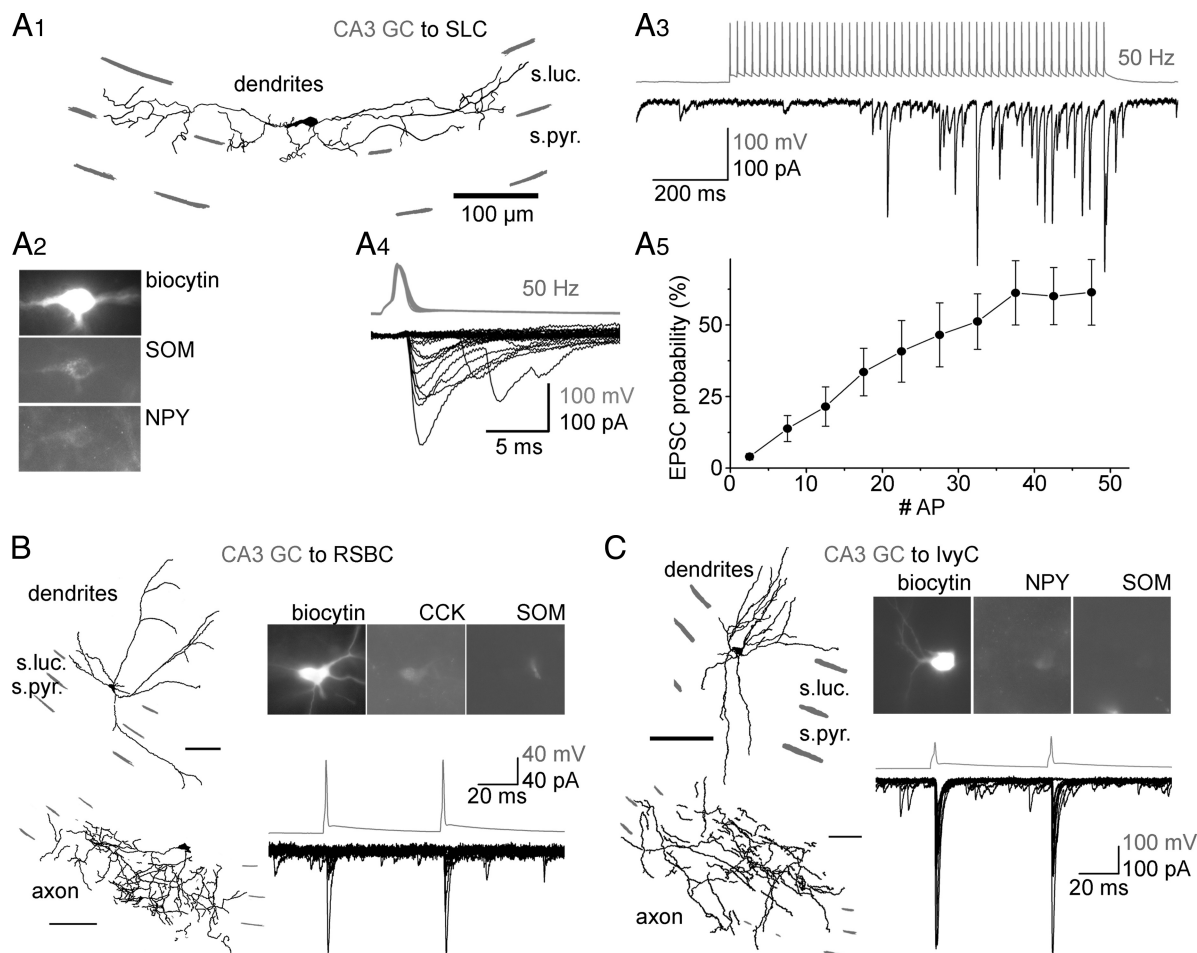 A1
CA3 GC to SLC
dendrites
s.luc.
s.pyr.
100 µm
A2
biocytin
SOM
NPY
A3
50 Hz
100 mV
100 pA
200 ms
A4
50 Hz
100 mV
100 pA
5 ms
A5
EPSC probability (%)
50
25
0
0 10 20 30 40 50
# AP
B
CA3 GC to RSBC
dendrites
s.luc.
s.pyr.
biocytin CCK SOM
40 mV
40 pA
20 ms
axon
C
CA3 GC to IvyC
dendrites
s.luc.
s.pyr.
biocytin NPY SOM
100 mV
100 pA
20 ms
axon